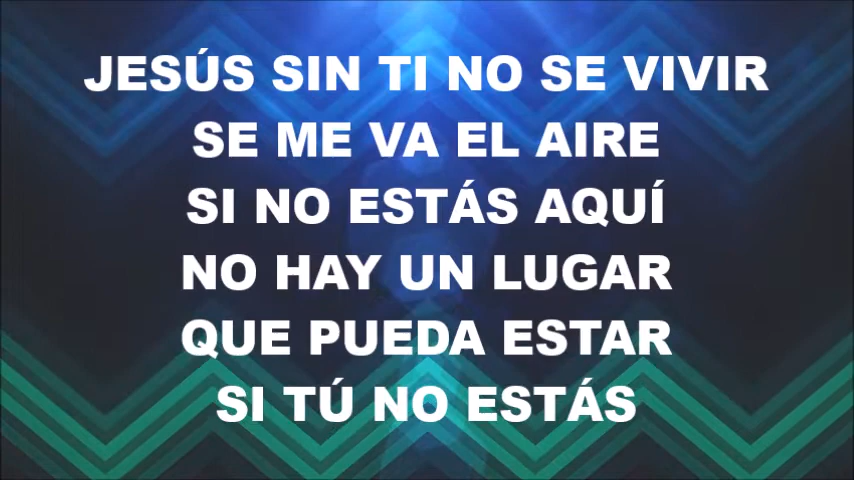 JESÚS SIN TI NO SE VIVIR
SE ME VA EL AIRE
SI NO ESTÁS AQUÍ
NO HAY UN LUGAR
QUE PUEDA ESTAR
SI TÚ NO ESTÁS